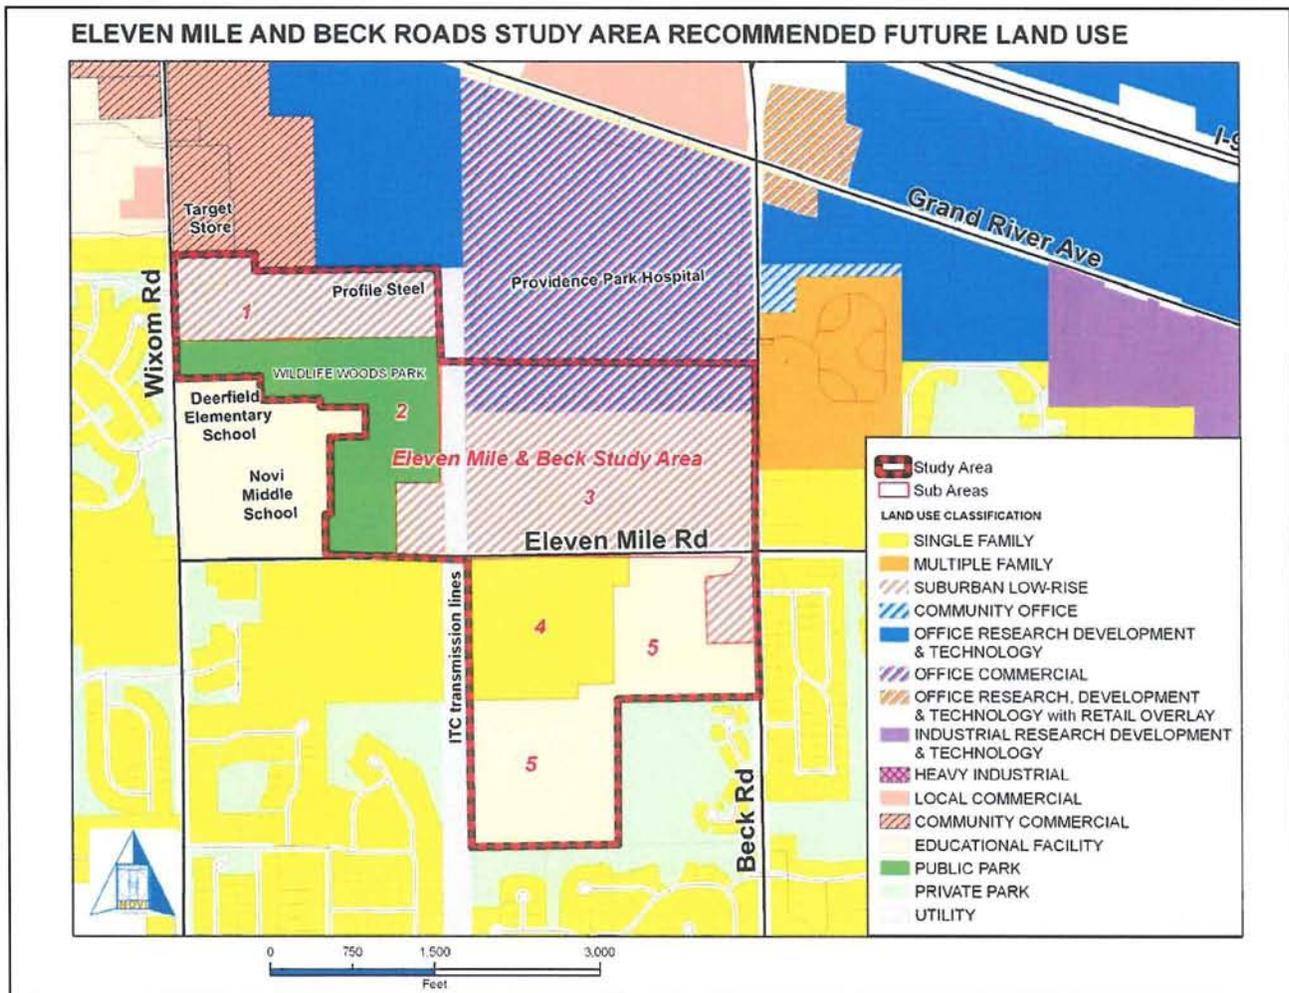 ELEVEN MILE AND BECK ROADS STUDY AREA RECOMMENDED FUTURE LAND USE
I-9
Grand River Ave
Target
Store
Providence Park Hospital
Profile Steel
1
Wixom Rd
WILDLIFE WOODS PARK
Deerfield
Elementary
School
2
Eleven Mile & Beck Study Area
Novi
Middle
School
3
Eleven Mile Rd
ITC transmission lines
4
5
5
Beck Rd
Study Area
Sub Areas
LAND USE CLASSIFICATION
SINGLE FAMILY
MULTIPLE FAMILY
SUBURBAN LOW-RISE
COMMUNITY OFFICE
OFFICE RESEARCH DEVELOPMENT
& TECHNOLOGY
OFFICE COMMERCIAL
OFFICE RESEARCH, DEVELOPMENT
& TECHNOLOGY with RETAIL OVERLAY
INDUSTRIAL RESEARCH DEVELOPMENT
& TECHNOLOGY
HEAVY INDUSTRIAL
LOCAL COMMERCIAL
COMMUNITY COMMERCIAL
EDUCATIONAL FACILITY
PUBLIC PARK
PRIVATE PARK
UTILITY
NOVI
0 750 1,500 3,000
Feet